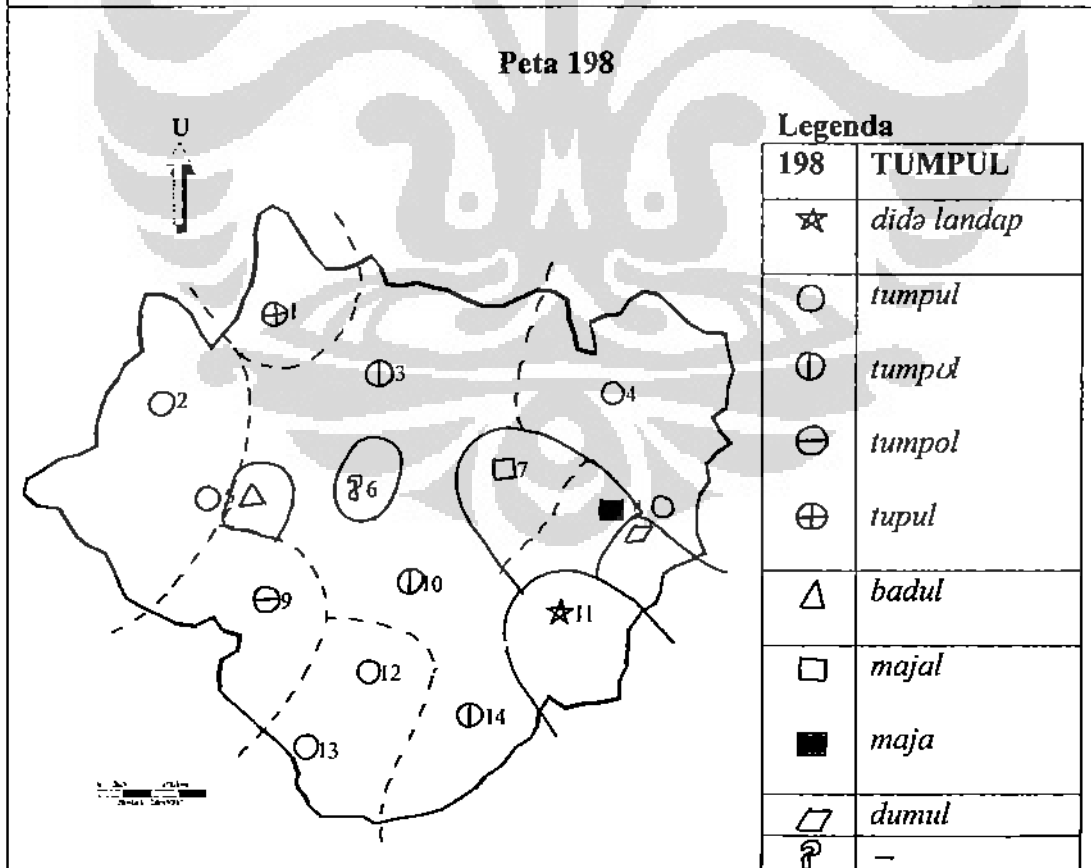 Peta 198
U
Legenda
198 TUMPUL
didə landap
tumpul
tumpʊl
tumpol
tupul
badul
majal
maja
dumul
–
1
2
3
4
5
6
7
9
10
11
12
13
14